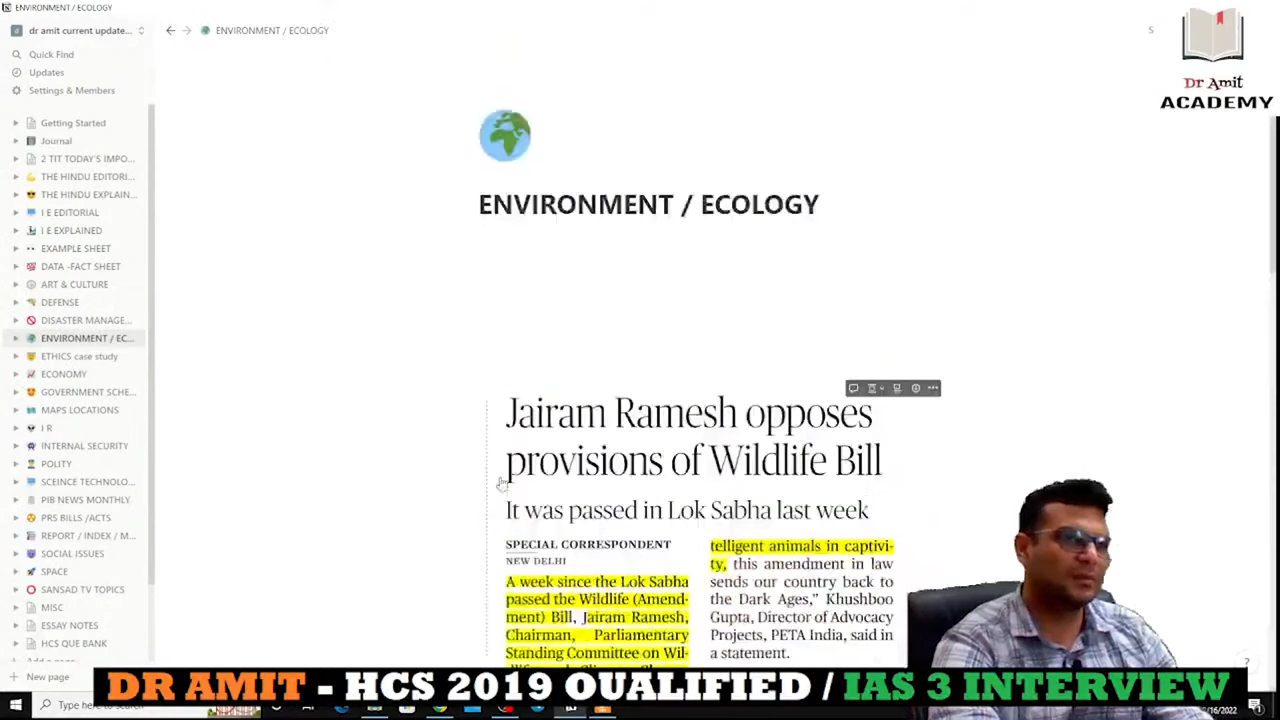 ENVIRONMENT / ECOLOGY
dr amit current update...
ENVIRONMENT / ECOLOGY
S
Quick Find
Updates
Settings & Members
Getting Started
Journal
2 TIT TODAY'S IMPO...
THE HINDU EDITORI...
THE HINDU EXPLAIN...
I E EDITORIAL
I E EXPLAINED
EXAMPLE SHEET
DATA -FACT SHEET
ART & CULTURE
DEFENSE
DISASTER MANAGE...
ENVIRONMENT / EC...
ETHICS case study
ECONOMY
GOVERNMENT SCHE...
MAPS LOCATIONS
I R
INTERNAL SECURITY
POLITY
SCEINCE TECHNOLO...
PIB NEWS MONTHLY
PRS BILLS /ACTS
REPORT / INDEX / M...
SOCIAL ISSUES
SPACE
SANSAD TV TOPICS
MISC
ESSAY NOTES
HCS QUE BANK
Add a page
New page
Dr Amit
ACADEMY
ENVIRONMENT / ECOLOGY
Jairam Ramesh opposes
provisions of Wildlife Bill
It was passed in Lok Sabha last week
SPECIAL CORRESPONDENT
NEW DELHI
A week since the Lok Sabha
passed the Wildlife (Amend-
ment) Bill, Jairam Ramesh,
Chairman, Parliamentary
Standing Committee on Wil-
telligent animals in captivi-
ty, this amendment in law
sends our country back to
the Dark Ages,” Khushboo
Gupta, Director of Advocacy
Projects, PETA India, said in
a statement.
DR AMIT - HCS 2019 QUALIFIED / IAS 3 INTERVIEW
Type here to search
/16/2022